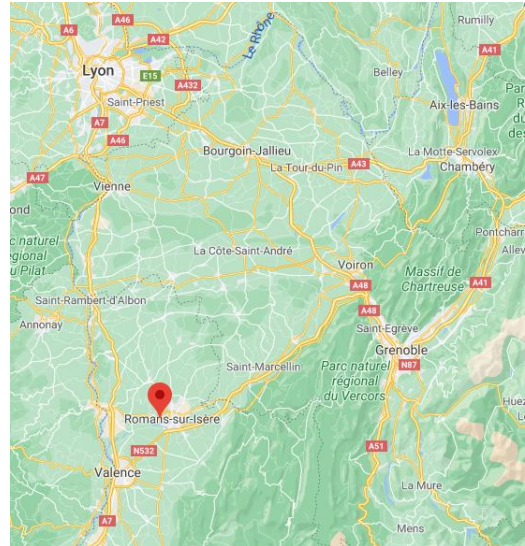 A46
Rumilly
A6
A42
A41
Le Rhône
Lyon
E15
Belley
A432
Saint-Priest
Aix-les-Bains
A7
A46
Bourgoin-Jallieu
La Motte-Servolex
A43
La Tour-du-Pin
Chambéry
A47
Vienne
Pontcharr
Allev
La Côte-Saint-André
Voiron
Massif de
Chartreuse
A41
A48
Saint-Rambert-d'Albon
A48
Annonay
Saint-Egrève
Grenoble
Saint-Marcellin
Parc naturel
régional
du Vercors
N87
Romans-sur-Isère
N532
A51
Valence
La Mure
A7
Mens